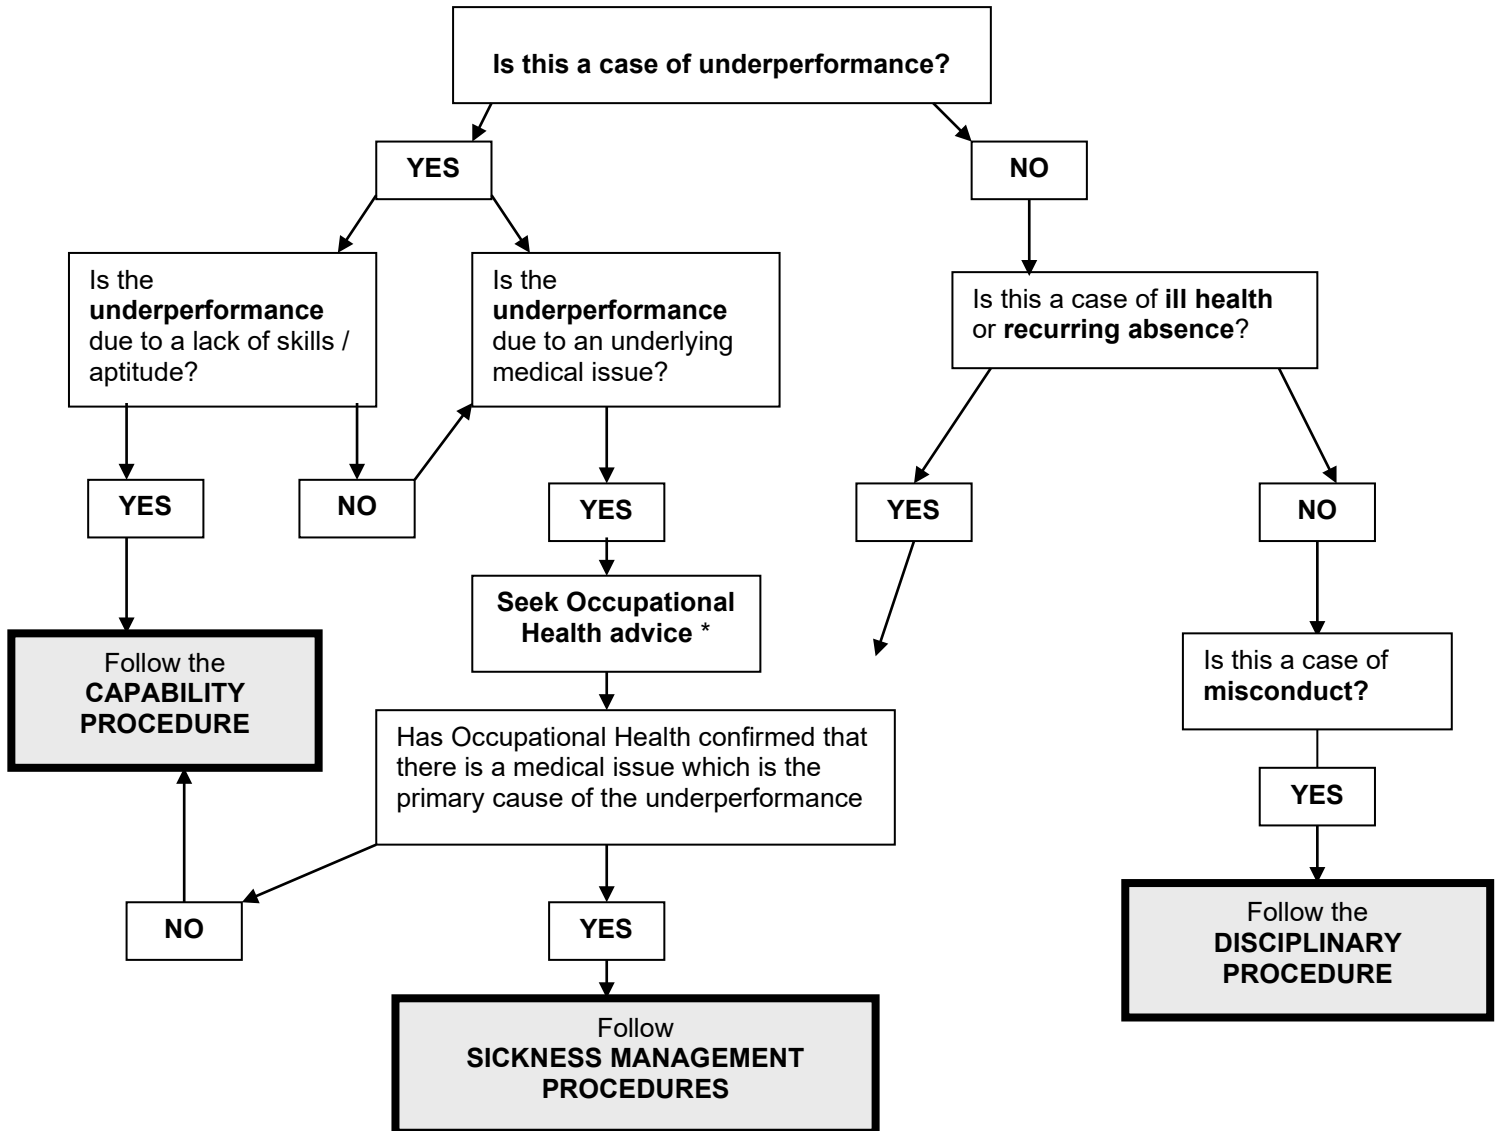 Is this a case of underperformance?
YES
NO
Is the
underperformance
due to a lack of skills /
aptitude?
Is the
underperformance
due to an underlying
medical issue?
Is this a case of ill health
or recurring absence?
YES
NO
YES
YES
NO
Seek Occupational
Health advice *
Is this a case of
misconduct?
Follow the
CAPABILITY
PROCEDURE
Has Occupational Health confirmed that
there is a medical issue which is the
primary cause of the underperformance
YES
NO
YES
Follow the
DISCIPLINARY
PROCEDURE
Follow
SICKNESS MANAGEMENT
PROCEDURES